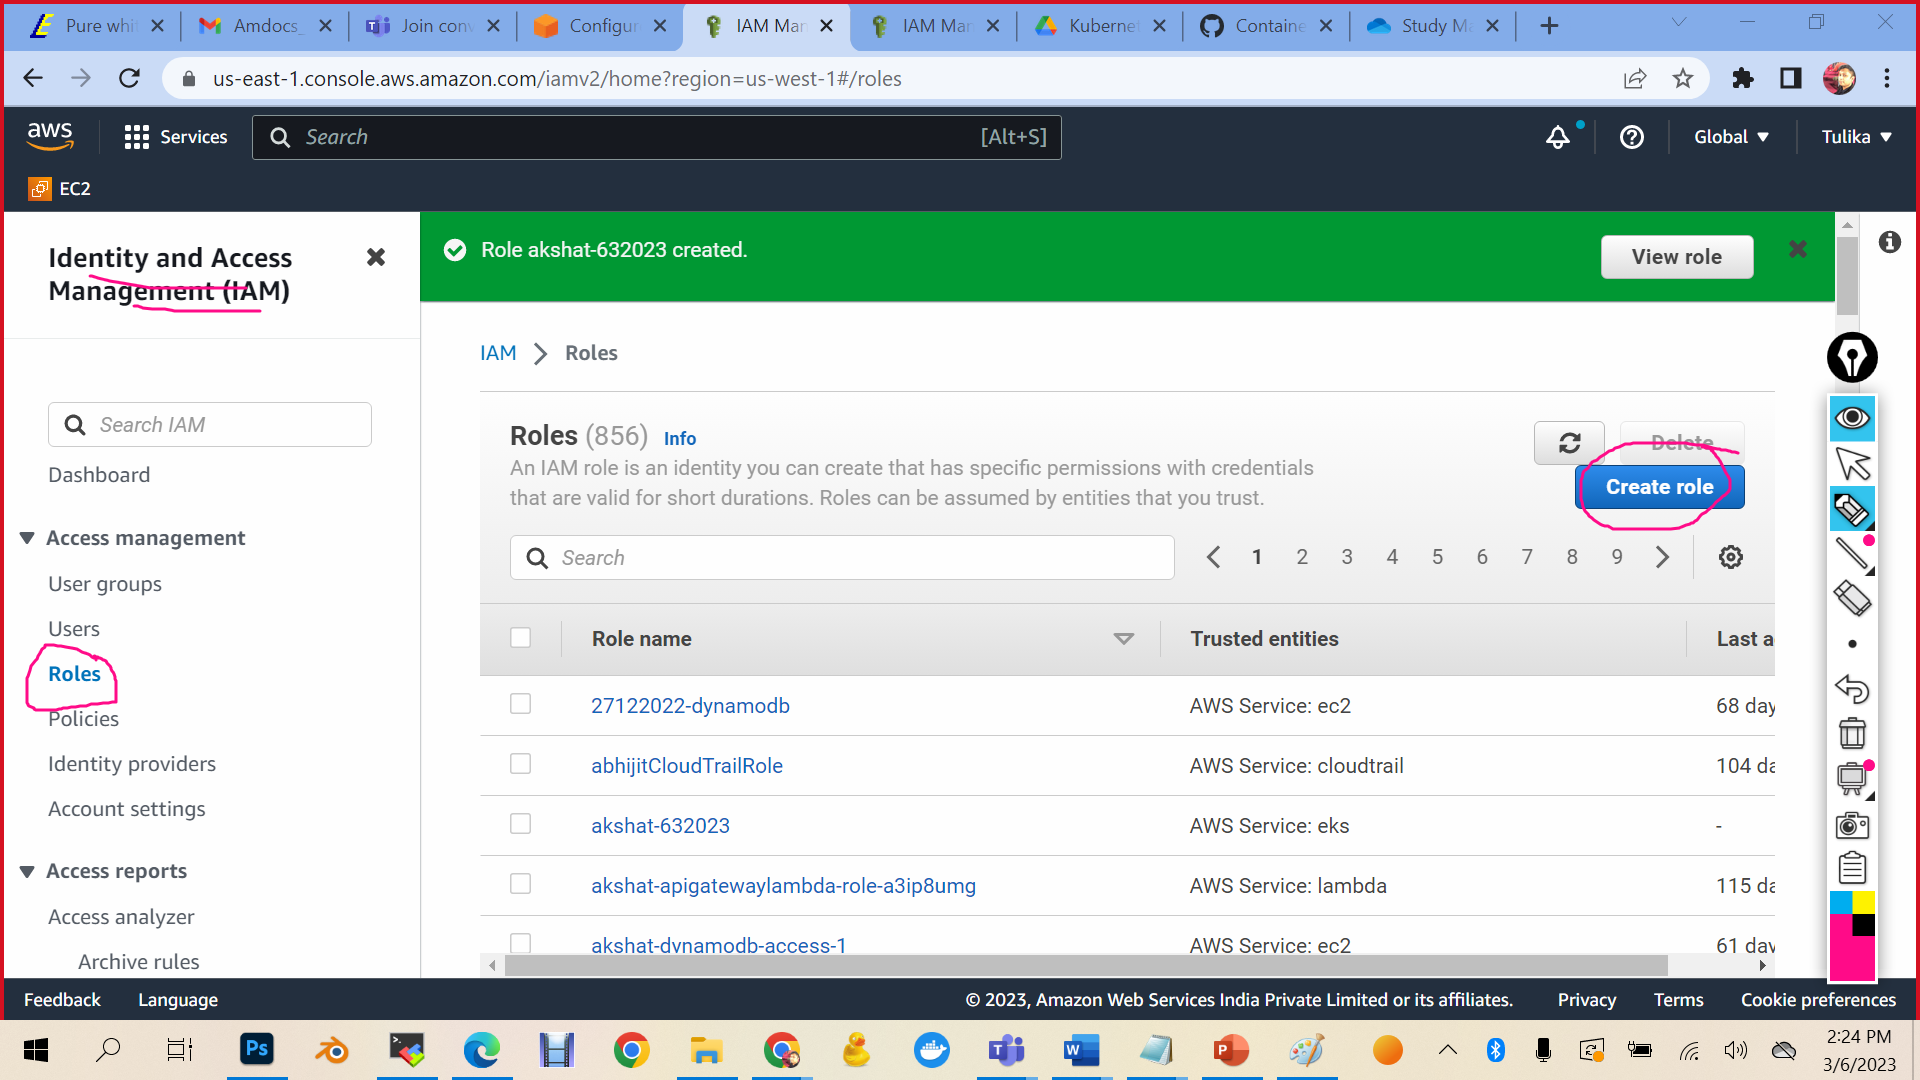 Pure whi
Amdocs_
Join conv
Configur
IAM Man
IAM Man
Kubernet
Containe
Study Ma
us-east-1.console.aws.amazon.com/iamv2/home?region=us-west-1#/roles
aws
Services
Search
[Alt+S]
Global
Tulika
EC2
Identity and Access
Management (IAM)
Search IAM
Dashboard
Access management
User groups
Users
Roles
Policies
Identity providers
Account settings
Access reports
Access analyzer
Archive rules
Role akshat-632023 created.
View role
IAM
Roles
Roles (856) Info
An IAM role is an identity you can create that has specific permissions with credentials
that are valid for short durations. Roles can be assumed by entities that you trust.
Delete
Create role
Search
1 2 3 4 5 6 7 8 9
Role name Trusted entities Last a
27122022-dynamodb AWS Service: ec2 68 day
abhijitCloudTrailRole AWS Service: cloudtrail 104 da
akshat-632023 AWS Service: eks -
akshat-apigatewaylambda-role-a3ip8umg AWS Service: lambda 115 da
akshat-dynamodb-access-1 AWS Service: ec2 61 day
Feedback Language © 2023, Amazon Web Services India Private Limited or its affiliates. Privacy Terms Cookie preferences
Ps
W
P
2:24 PM
3/6/2023